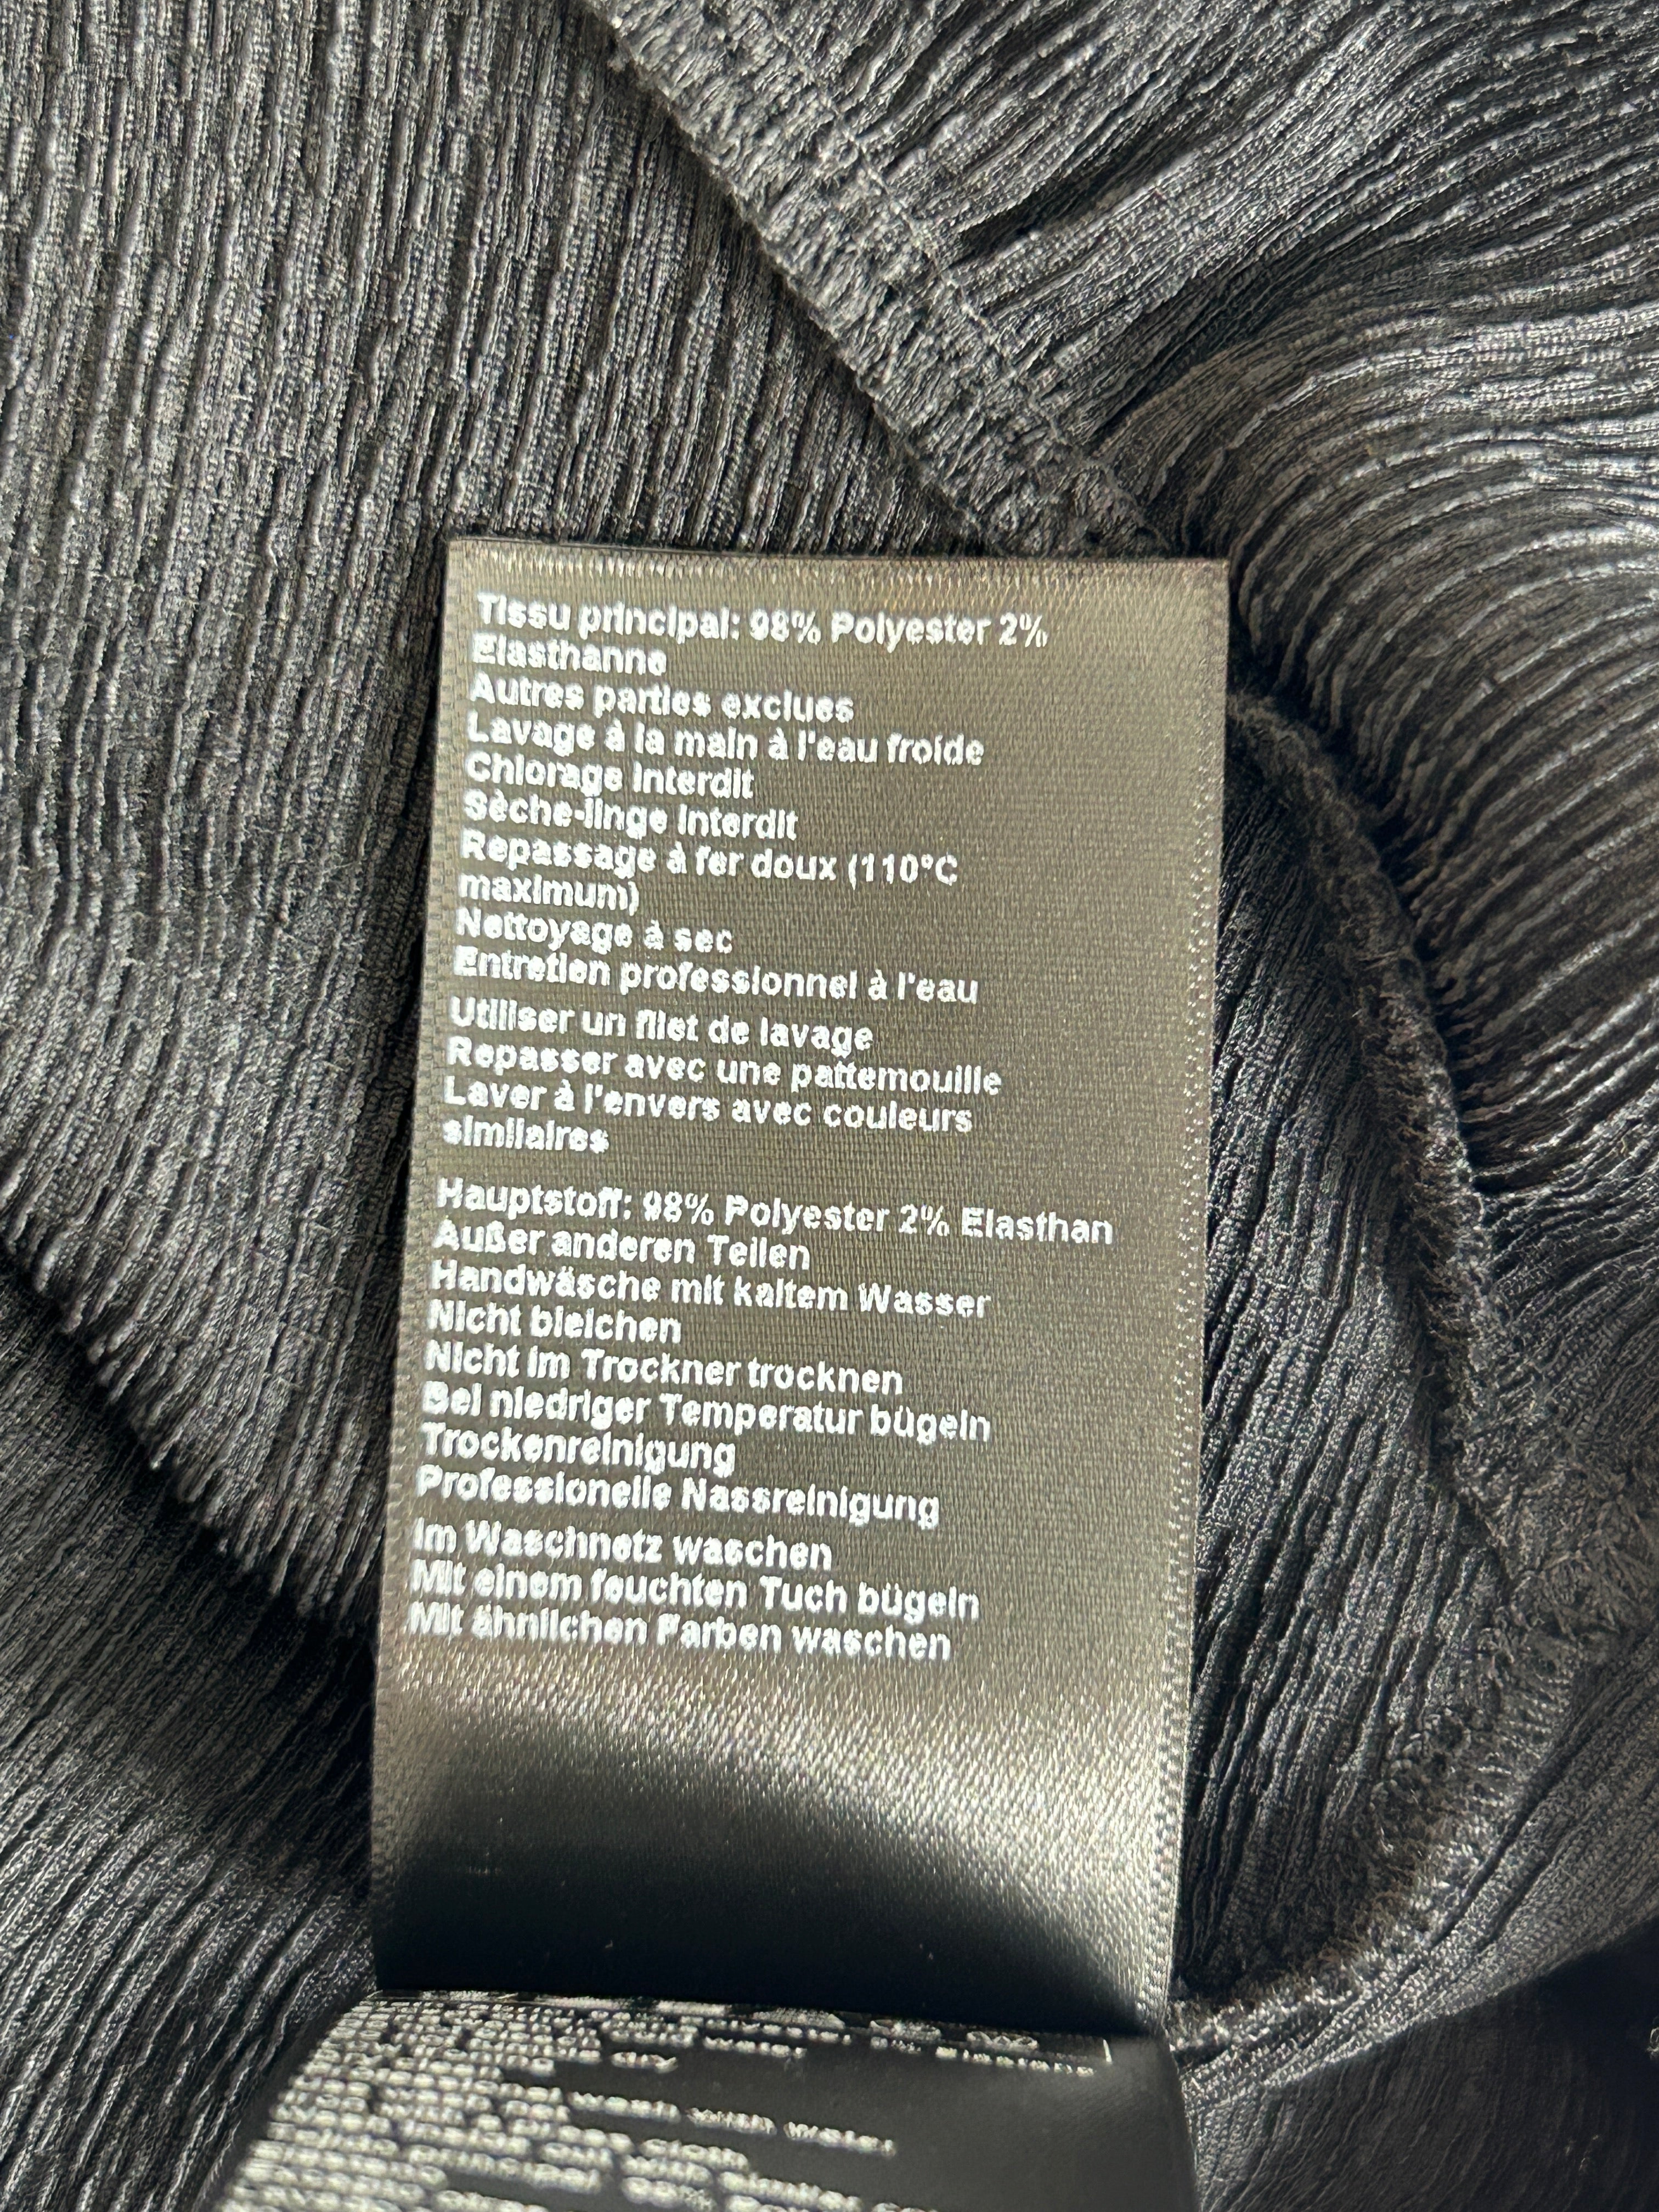 Tissu principal: 98% Polyester 2%
Elasthanne
Autres parties exclues
Lavage à la main à l'eau froide
Chlorage interdit
Sèche-linge interdit
Repassage à fer doux (110°C
maximum)
Nettoyage à sec
Entretien professionnel à l'eau
Utiliser un filet de lavage
Repasser avec une pattemouille
Laver à l'envers avec couleurs
similaires
Hauptstoff: 98% Polyester 2% Elasthan
Außer anderen Teilen
Handwäsche mit kaltem Wasser
Nicht bleichen
Nicht im Trockner trocknen
Bei niedriger Temperatur bügeln
Trockenreinigung
Professionelle Nassreinigung
Im Waschnetz waschen
Mit einem feuchten Tuch bügeln
Mit ähnlichen Farben waschen